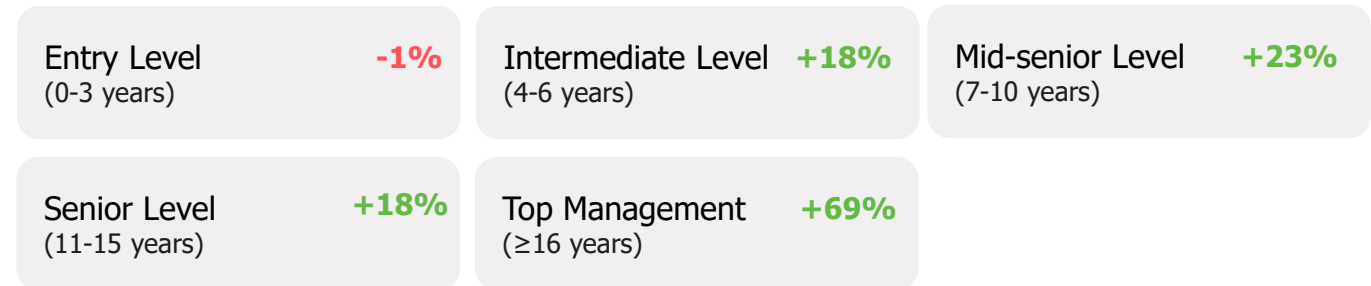 Entry Level -1%
(0-3 years)
Intermediate Level +18%
(4-6 years)
Mid-senior Level +23%
(7-10 years)
Senior Level +18%
(11-15 years)
Top Management +69%
(≥16 years)